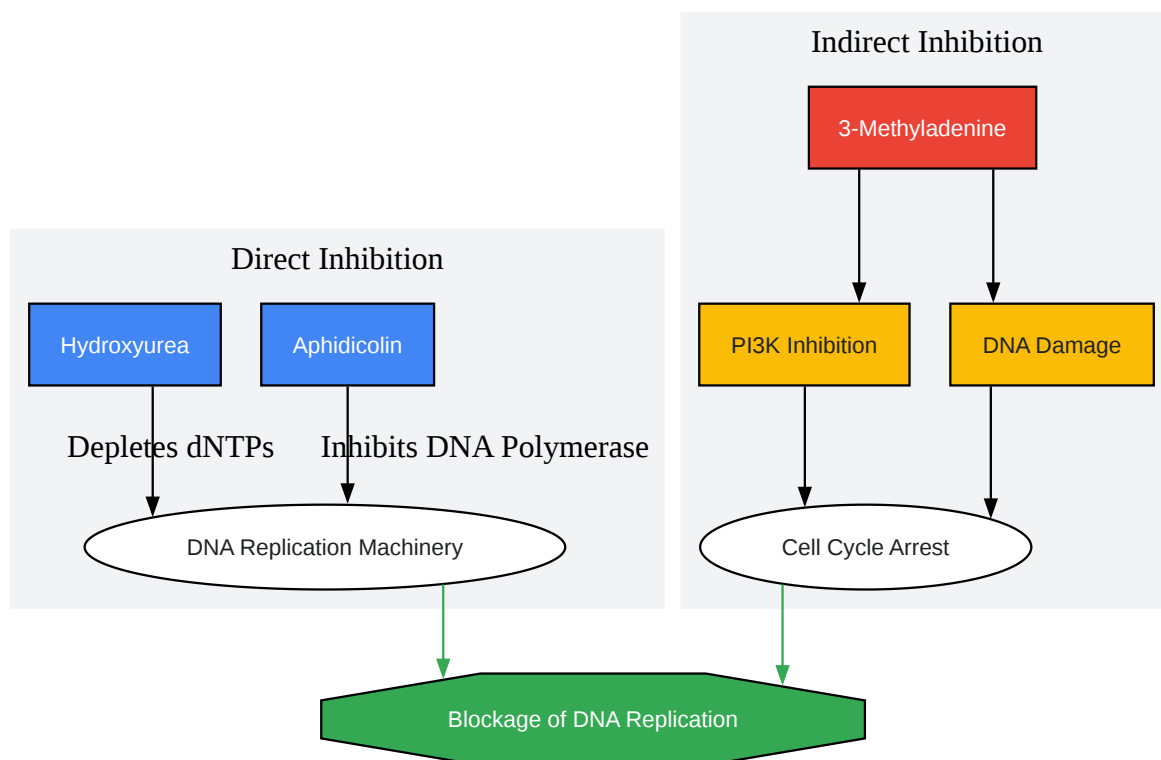 Indirect Inhibition
3-Methyladenine
Direct Inhibition
Hydroxyurea
Aphidicolin
PI3K Inhibition
DNA Damage
Depletes dNTPs
Inhibits DNA Polymerase
DNA Replication Machinery
Cell Cycle Arrest
Blockage of DNA Replication